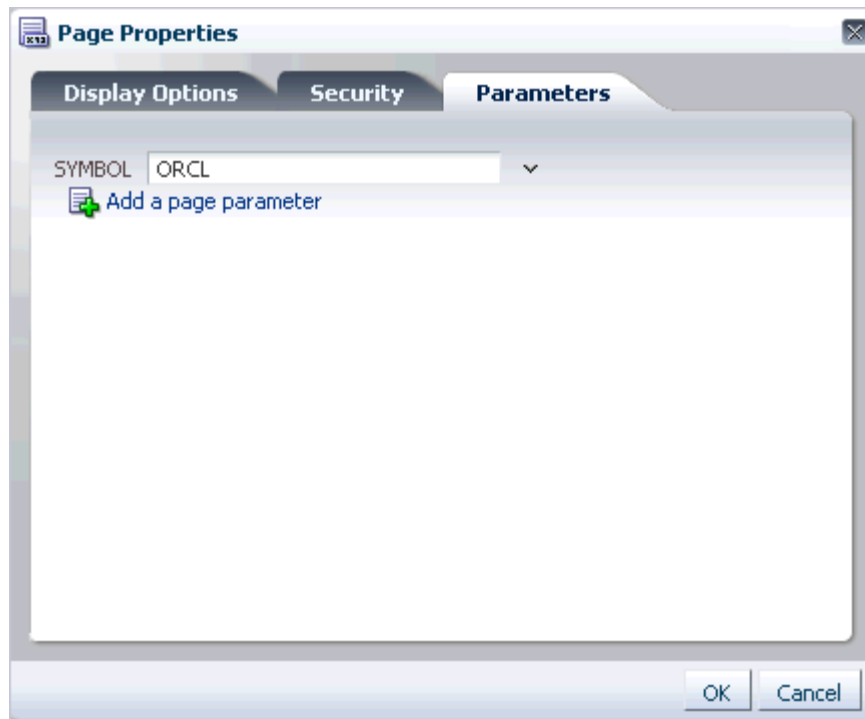 Page Properties
Display Options Security Parameters
SYMBOL ORCL
Add a page parameter
OK Cancel